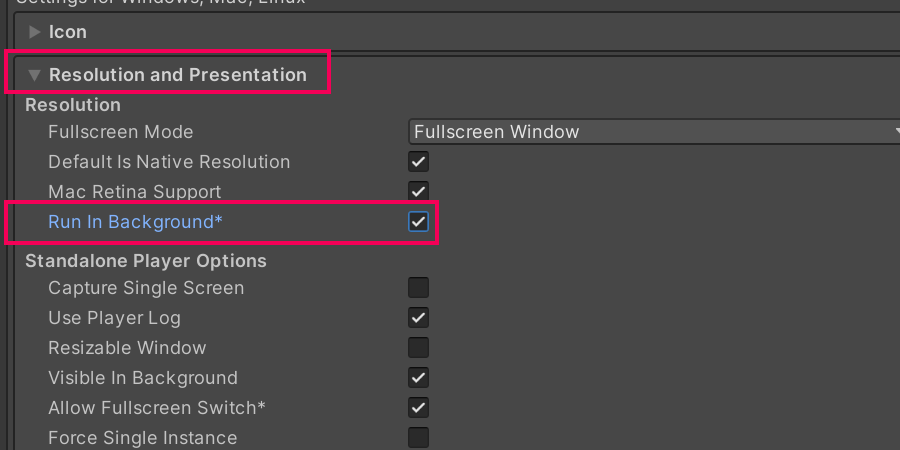 Settings for Windows, Mac, Linux
Icon
Resolution and Presentation
Resolution
Fullscreen Mode Fullscreen Window
Default Is Native Resolution
Mac Retina Support
Run In Background*
Standalone Player Options
Capture Single Screen
Use Player Log
Resizable Window
Visible In Background
Allow Fullscreen Switch*
Force Single Instance